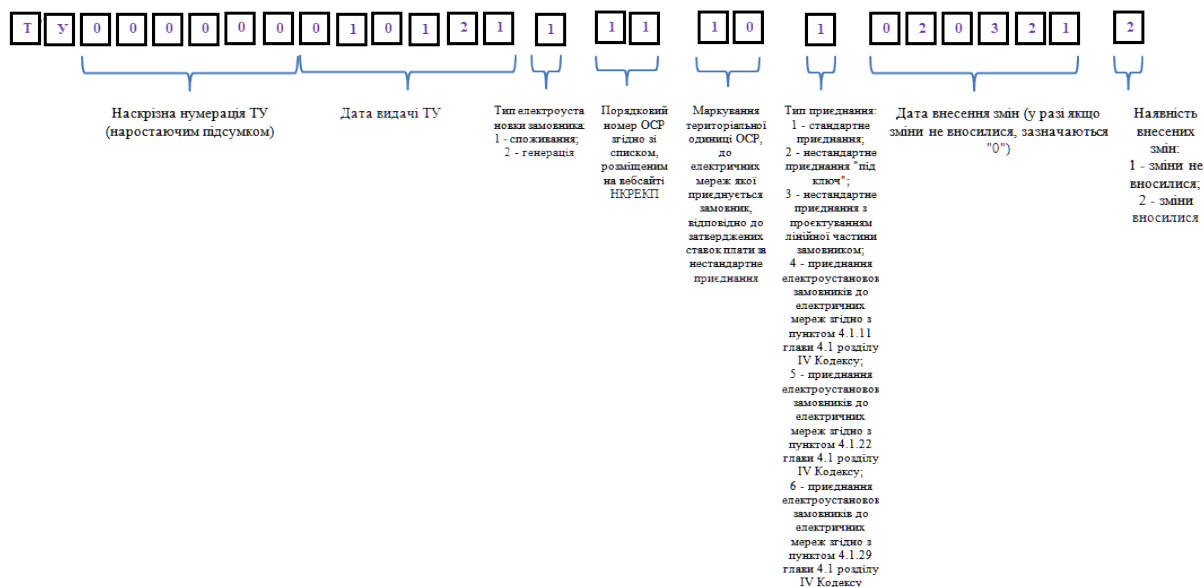 Т У 0 0 0 0 0 0 0 1 0 1 2 1 1 1 1 1 0 1 0 2 0 3 2 1 2
Наскрізна нумерація ТУ
(наростаючим підсумком)
Дата видачі ТУ
Тип електроуста
новки замовника:
1 - споживання;
2 - генерація
Порядковий
номер ОСР
згідно зі
списком,
розміщеним
на вебсайті
НКРЕКП
Маркування
територіальної
одиниці ОСР,
до
електричних
мереж якої
приєднується
замовник,
відповідно до
затверджених
ставок плати за
нестандартне
приєднання
Тип приєднання:
1 - стандартне
приєднання;
2 - нестандартне
приєднання "під
ключ";
3 - нестандартне
приєднання з
проєктуванням
лінійної частини
замовником;
4 - приєднання
електроустановок
замовників до
електричних
мереж згідно з
пунктом 4.1.11
глави 4.1 розділу
IV Кодексу;
5 - приєднання
електроустановок
замовників до
електричних
мереж згідно з
пунктом 4.1.22
глави 4.1 розділу
IV Кодексу;
6 - приєднання
електроустановок
замовників до
електричних
мереж згідно з
пунктом 4.1.29
глави 4.1 розділу
IV Кодексу
Дата внесення змін (у разі якщо
зміни не вносилися, зазначаються
"0")
Наявність
внесених
змін:
1 - зміни не
вносилися;
2 - зміни
вносилися